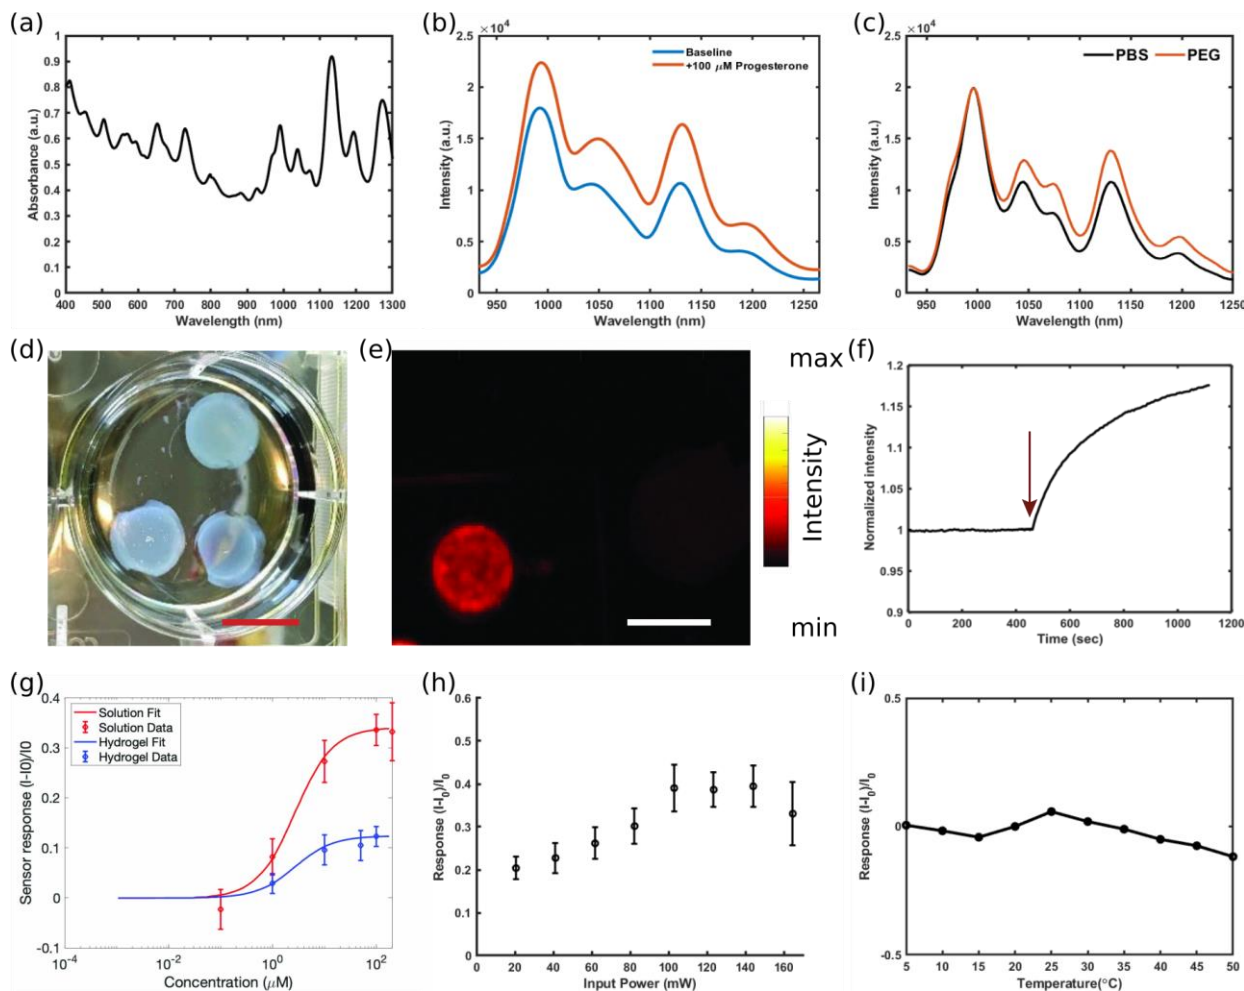 (a)
1
0.9
0.8
0.7
0.6
0.5
0.4
0.3
0.2
0.1
0
Absorbance (a.u.)
400 500 600 700 800 900 1000 1100 1200 1300
Wavelength (nm)
(b)
×10⁴
2.5
2
1.5
1
0.5
0
Intensity (a.u.)
Baseline
+100 μM Progesterone
950 1000 1050 1100 1150 1200 1250
Wavelength (nm)
(c)
×10⁴
2.5
2
1.5
1
0.5
0
Intensity (a.u.)
PBS PEG
950 1000 1050 1100 1150 1200 1250
Wavelength (nm)
(d)
(e)
max
Intensity
min
(f)
1.2
1.15
1.1
1.05
1
0.95
0.9
Normalized intensity
0 200 400 600 800 1000 1200
Time (sec)
(g)
0.4
0.3
0.2
0.1
0
-0.1
Sensor response (I-I0)/I0
Solution Fit
Solution Data
Hydrogel Fit
Hydrogel Data
10⁻⁴ 10⁻² 10⁰ 10²
Concentration (μM)
(h)
0.6
0.5
0.4
0.3
0.2
0.1
0
Response (I-I₀)/I₀
0 20 40 60 80 100 120 140 160
Input Power (mW)
(i)
0.5
0
-0.5
Response (I-I₀)/I₀
5 10 15 20 25 30 35 40 45 50
Temperature(°C)